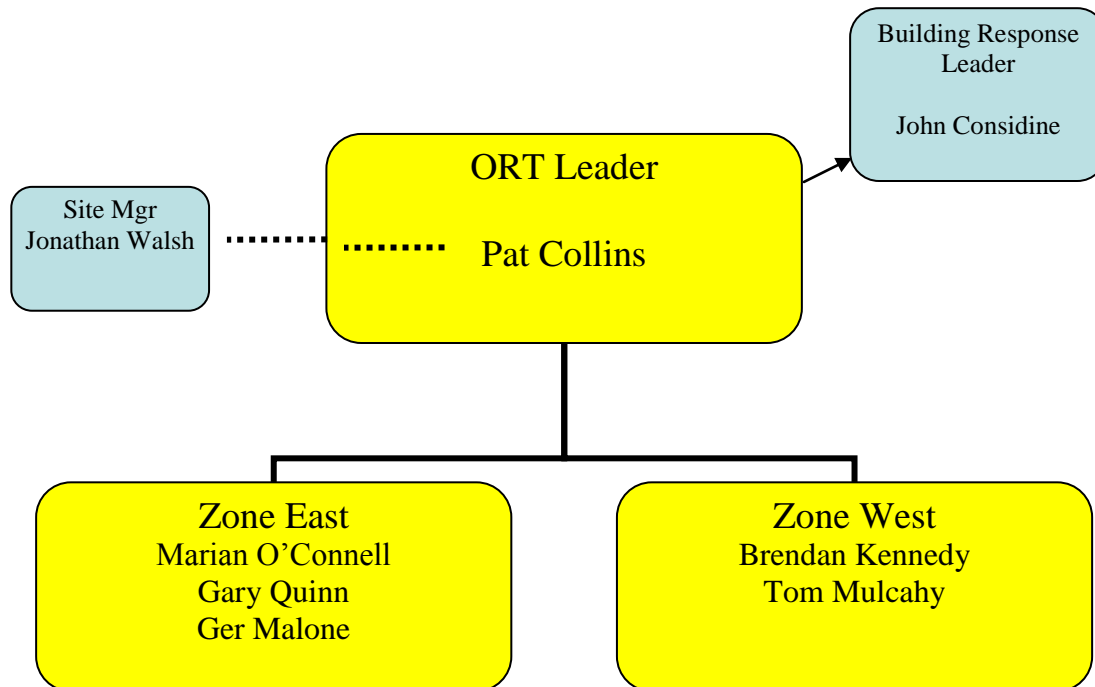 Building Response
Leader
John Considine
ORT Leader
Pat Collins
Site Mgr
Jonathan Walsh
Zone East
Marian O’Connell
Gary Quinn
Ger Malone
Zone West
Brendan Kennedy
Tom Mulcahy